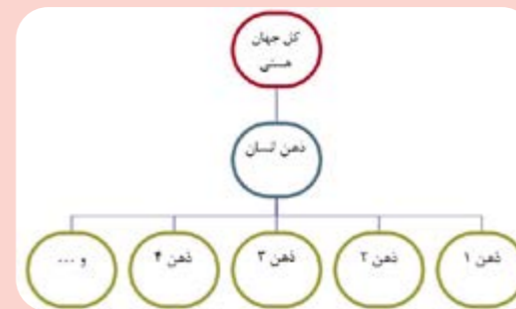 کل جهان
هستی
ذهن انسان
ذهن ۱
ذهن ۲
ذهن ۳
ذهن ۴
و ...